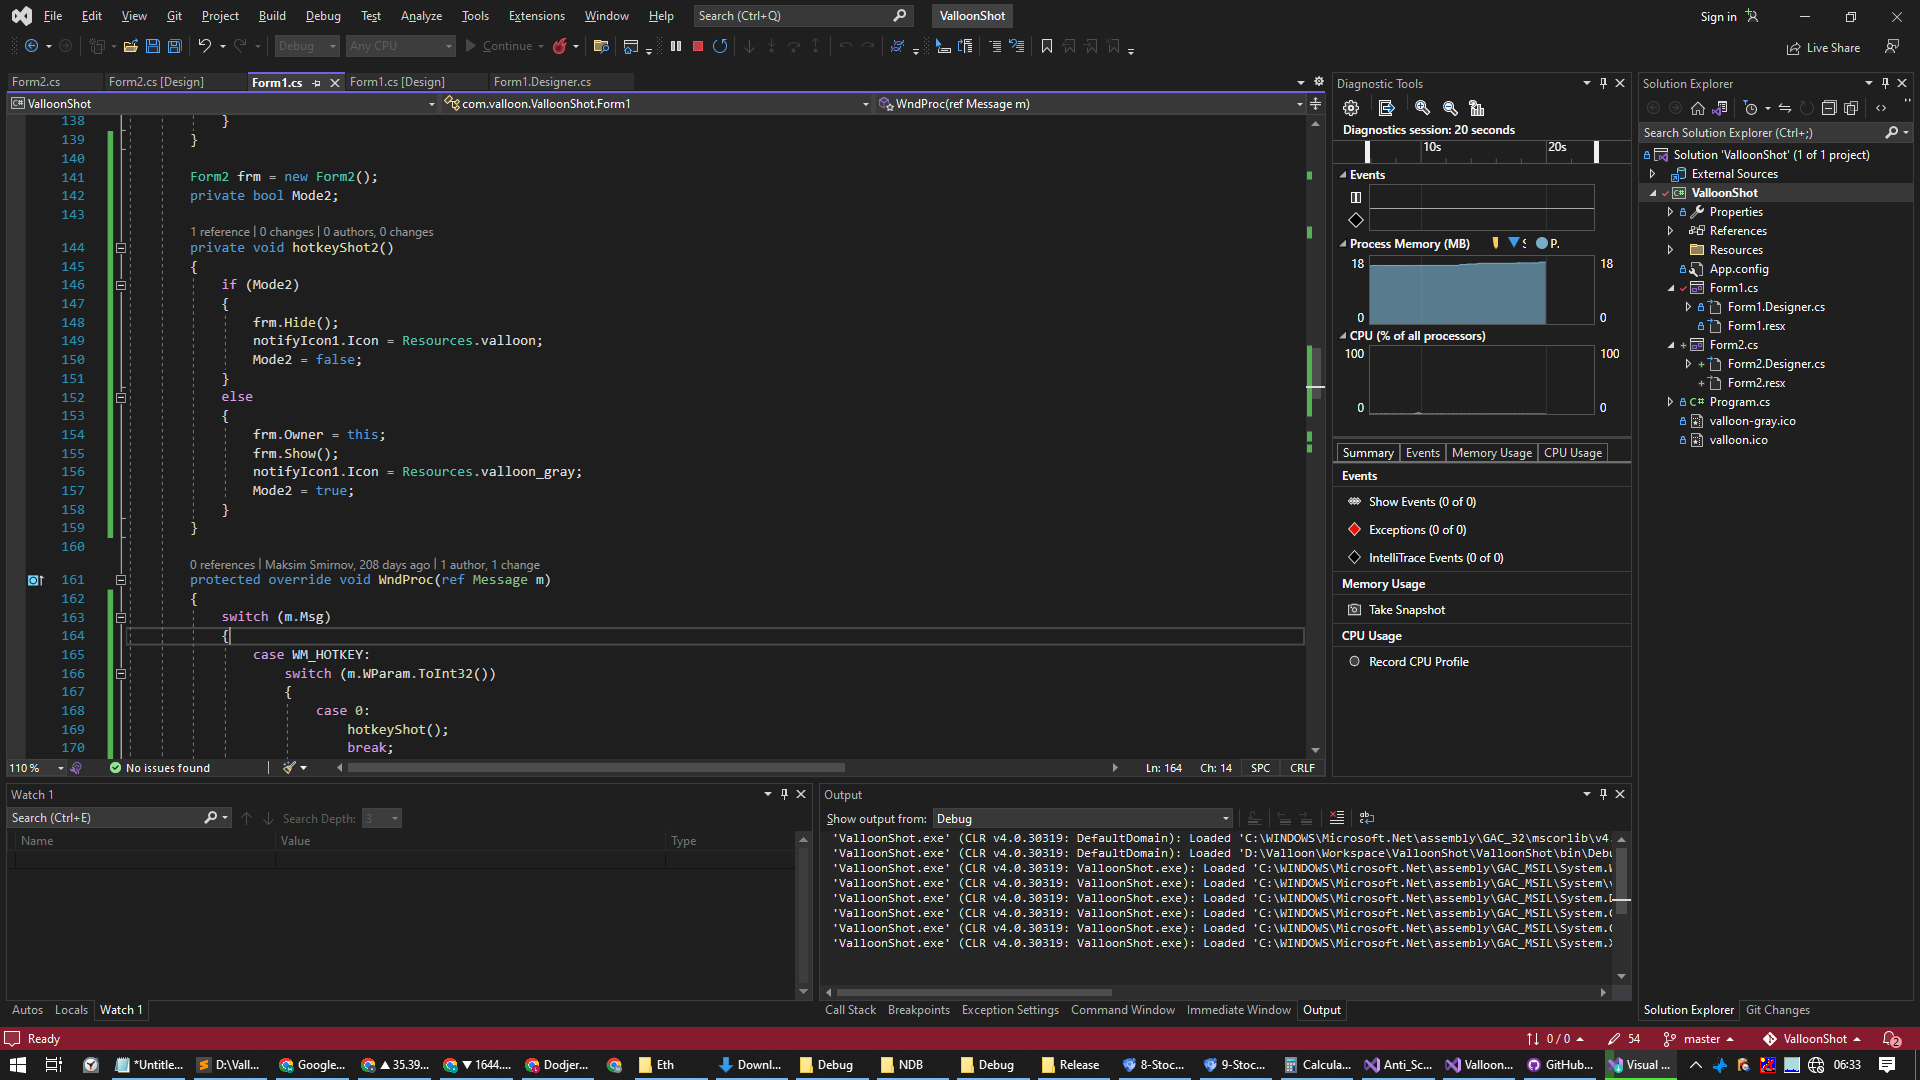 File Edit View Git Project Build Debug Test Analyze Tools Extensions Window Help Search (Ctrl+Q) ValloonShot Sign in
Debug Any CPU Continue Live Share
Form2.cs Form2.cs [Design] Form1.cs Form1.cs [Design] Form1.Designer.cs
ValloonShot com.valloon.ValloonShot.Form1 WndProc(ref Message m)
138 }
139 }
140
141 Form2 frm = new Form2();
142 private bool Mode2;
143
1 reference | 0 changes | 0 authors, 0 changes
144 private void hotkeyShot2()
145 {
146 if (Mode2)
147 {
148 frm.Hide();
149 notifyIcon1.Icon = Resources.valloon;
150 Mode2 = false;
151 }
152 else
153 {
154 frm.Owner = this;
155 frm.Show();
156 notifyIcon1.Icon = Resources.valloon_gray;
157 Mode2 = true;
158 }
159 }
160
0 references | Maksim Smirnov, 208 days ago | 1 author, 1 change
161 protected override void WndProc(ref Message m)
162 {
163 switch (m.Msg)
164 {
165 case WM_HOTKEY:
166 switch (m.WParam.ToInt32())
167 {
168 case 0:
169 hotkeyShot();
170 break;
110 % No issues found Ln: 164 Ch: 14 SPC CRLF
Diagnostic Tools
Diagnostics session: 20 seconds
10s 20s
Events
Process Memory (MB) S P.
18 18
0 0
CPU (% of all processors)
100 100
0 0
Summary Events Memory Usage CPU Usage
Events
Show Events (0 of 0)
Exceptions (0 of 0)
IntelliTrace Events (0 of 0)
Memory Usage
Take Snapshot
CPU Usage
Record CPU Profile
Solution Explorer
Search Solution Explorer (Ctrl+;)
Solution 'ValloonShot' (1 of 1 project)
External Sources
ValloonShot
Properties
References
Resources
App.config
Form1.cs
Form1.Designer.cs
Form1.resx
Form2.cs
Form2.Designer.cs
Form2.resx
Program.cs
valloon-gray.ico
valloon.ico
Watch 1
Search (Ctrl+E) Search Depth: 3
Name Value Type
Autos Locals Watch 1
Output
Show output from: Debug
'ValloonShot.exe' (CLR v4.0.30319: DefaultDomain): Loaded 'C:\WINDOWS\Microsoft.Net\assembly\GAC_32\mscorlib\v4.
'ValloonShot.exe' (CLR v4.0.30319: DefaultDomain): Loaded 'D:\Valloon\Workspace\ValloonShot\ValloonShot\bin\Debu
'ValloonShot.exe' (CLR v4.0.30319: ValloonShot.exe): Loaded 'C:\WINDOWS\Microsoft.Net\assembly\GAC_MSIL\System.W
'ValloonShot.exe' (CLR v4.0.30319: ValloonShot.exe): Loaded 'C:\WINDOWS\Microsoft.Net\assembly\GAC_MSIL\System\v
'ValloonShot.exe' (CLR v4.0.30319: ValloonShot.exe): Loaded 'C:\WINDOWS\Microsoft.Net\assembly\GAC_MSIL\System.D
'ValloonShot.exe' (CLR v4.0.30319: ValloonShot.exe): Loaded 'C:\WINDOWS\Microsoft.Net\assembly\GAC_MSIL\System.C
'ValloonShot.exe' (CLR v4.0.30319: ValloonShot.exe): Loaded 'C:\WINDOWS\Microsoft.Net\assembly\GAC_MSIL\System.C
'ValloonShot.exe' (CLR v4.0.30319: ValloonShot.exe): Loaded 'C:\WINDOWS\Microsoft.Net\assembly\GAC_MSIL\System.X
Call Stack Breakpoints Exception Settings Command Window Immediate Window Output
Solution Explorer Git Changes
Ready 0 / 0 54 master ValloonShot 2
*Untitle... D:\Vall... Google... ▲ 35.39... ▼ 1644.... Dodjer... Eth Downl... Debug NDB Debug Release 8-Stoc... 9-Stoc... Calcula... Anti_Sc... Valloon... GitHub... Visual ... 06:33